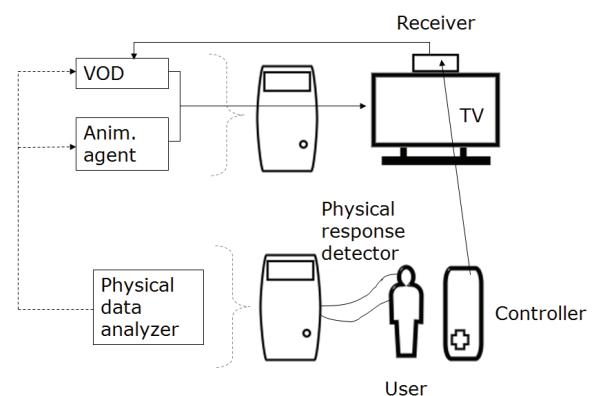 Receiver
VOD
TV
Anim.
agent
Physical
response
detector
Physical
data
analyzer
Controller
User